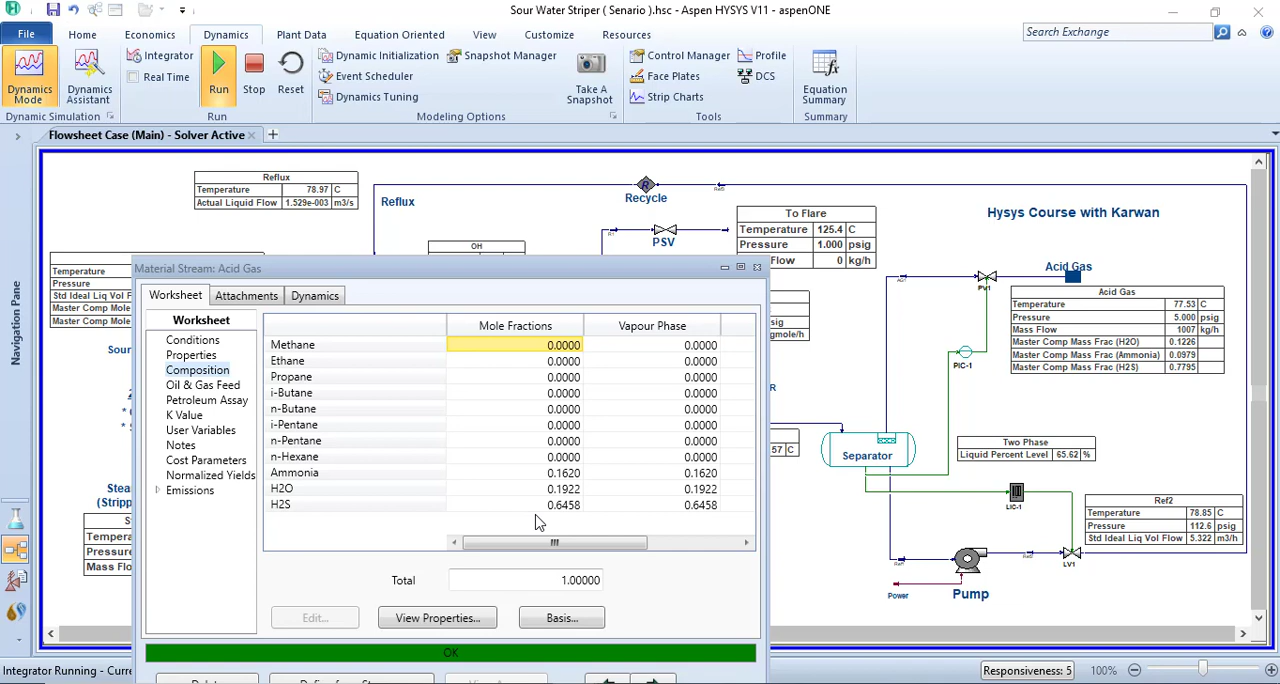 Sour Water Striper ( Senario ).hsc - Aspen HYSYS V11 - aspenONE
File Home Economics Dynamics Plant Data Equation Oriented View Customize Resources Search Exchange
Integrator Dynamic Initialization Snapshot Manager Control Manager Profile
Real Time Event Scheduler Face Plates DCS
Dynamics Mode Dynamics Assistant Run Stop Reset Dynamics Tuning Take A Snapshot Strip Charts Equation Summary
Dynamic Simulation Run Modeling Options Tools Summary
Flowsheet Case (Main) - Solver Active
Navigation Pane
Reflux
Temperature 78.97 C
Actual Liquid Flow 1.529e-003 m3/s
Reflux
R
Recycle
PSV
OH
To Flare
Temperature 125.4 C
Pressure 1.000 psig
Flow 0 kg/h
Hysys Course with Karwan
PV1
Acid Gas
Acid Gas
Temperature 77.53 C
Pressure 5.000 psig
Mass Flow 1007 kg/h
Master Comp Mass Frac (H2O) 0.1226
Master Comp Mass Frac (Ammonia) 0.0979
Master Comp Mass Frac (H2S) 0.7795
PIC-1
Temperature
Pressure
Std Ideal Liq Vol F
Master Comp Mole
Master Comp Mole
Sour
Steam
(Stripp
Tempera
Pressure
Mass Fl
psig
gmole/h
57 C
Separator
Two Phase
Liquid Percent Level 65.62 %
LIC-1
Ref2
Temperature 78.85 C
Pressure 112.6 psig
Std Ideal Liq Vol Flow 5.322 m3/h
LV1
Pump
Power
Material Stream: Acid Gas
Worksheet Attachments Dynamics
Worksheet
Conditions
Properties
Composition
Oil & Gas Feed
Petroleum Assay
K Value
User Variables
Notes
Cost Parameters
Normalized Yields
Emissions
Mole Fractions Vapour Phase
Methane 0.0000 0.0000
Ethane 0.0000 0.0000
Propane 0.0000 0.0000
i-Butane 0.0000 0.0000
n-Butane 0.0000 0.0000
i-Pentane 0.0000 0.0000
n-Pentane 0.0000 0.0000
n-Hexane 0.0000 0.0000
Ammonia 0.1620 0.1620
H2O 0.1922 0.1922
H2S 0.6458 0.6458
Total 1.00000
Edit... View Properties... Basis...
OK
Integrator Running - Curre
Responsiveness: 5 100%